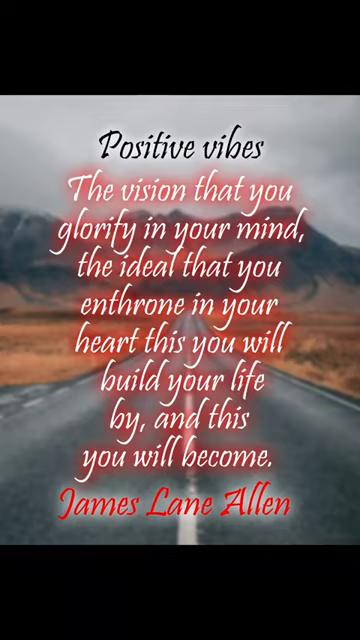 Positive vibes
The vision that you
glorify in your mind,
the ideal that you
enthrone in your
heart this you will
build your life
by, and this
you will become.
James Lane Allen